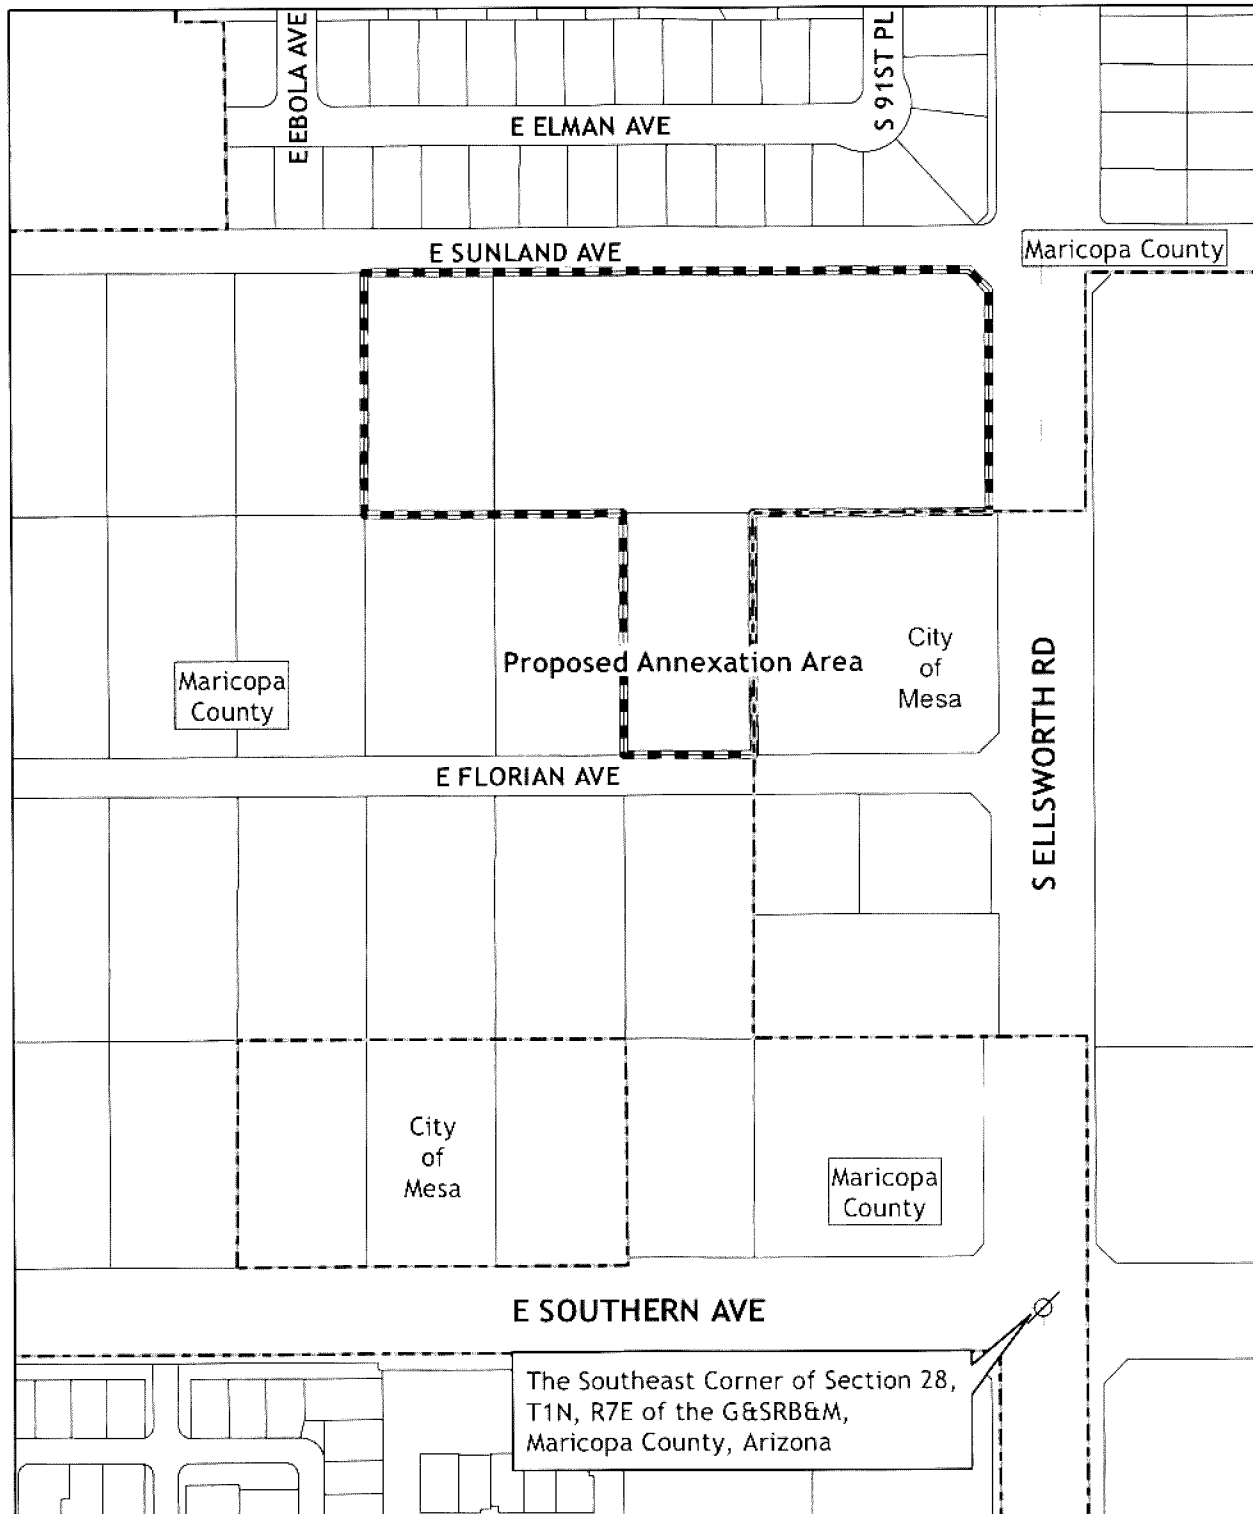 E EBOLA AVE
S 91ST PL
E ELMAN AVE
E SUNLAND AVE
Maricopa County
Proposed Annexation Area
City
of
Mesa
Maricopa
County
S ELLSWORTH RD
E FLORIAN AVE
City
of
Mesa
Maricopa
County
E SOUTHERN AVE
The Southeast Corner of Section 28,
T1N, R7E of the G&SRB&M,
Maricopa County, Arizona